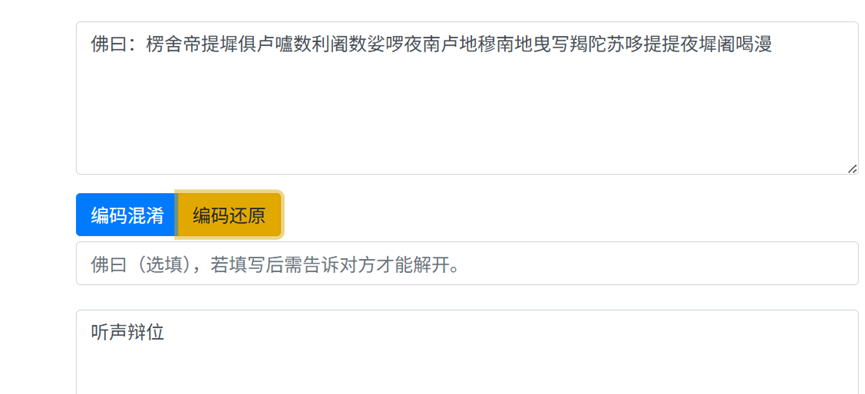 佛曰：楞舍帝提墀俱卢嚧数利阇数娑啰夜南卢地穆南地曳写羯陀苏哆提提夜墀阇喝漫
编码混淆 编码还原
佛曰（选填），若填写后需告诉对方才能解开。
听声辩位